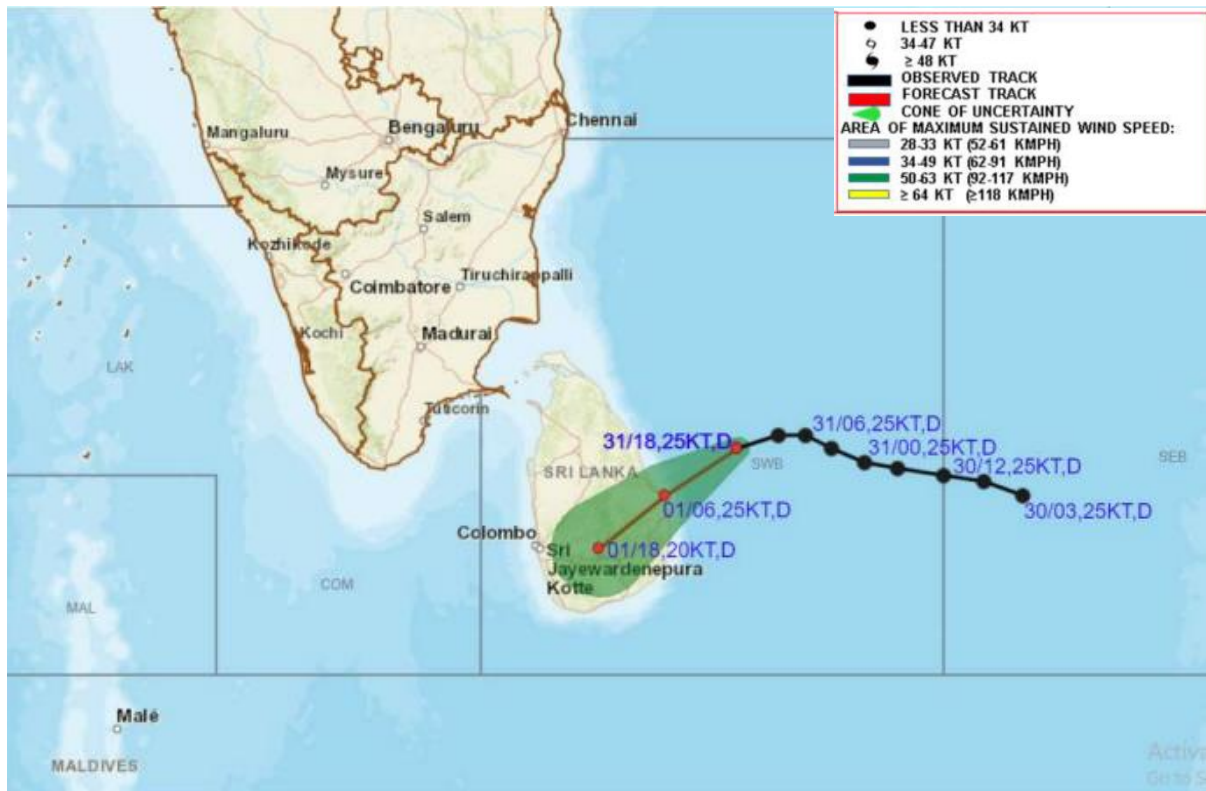 LESS THAN 34 KT
34-47 KT
≥ 48 KT
OBSERVED TRACK
FORECAST TRACK
CONE OF UNCERTAINTY
AREA OF MAXIMUM SUSTAINED WIND SPEED:
28-33 KT (52-61 KMPH)
34-49 KT (62-91 KMPH)
50-63 KT (92-117 KMPH)
≥ 64 KT (≥118 KMPH)
Chennai
Bengaluru
Mangaluru
Mysure
Salem
Kozhikode
Tiruchirappalli
Coimbatore
Kochi
Madurai
LAK
Tuticorin
31/06,25KT,D
31/18,25KT,D
31/00,25KT,D
SWB
SEB
30/12,25KT,D
SRI LANKA
30/03,25KT,D
01/06,25KT,D
Colombo
Sri
Jayewardenepura
Kotte
01/18,20KT,D
COM
MAL
Malé
MALDIVES
Activa
Go to S